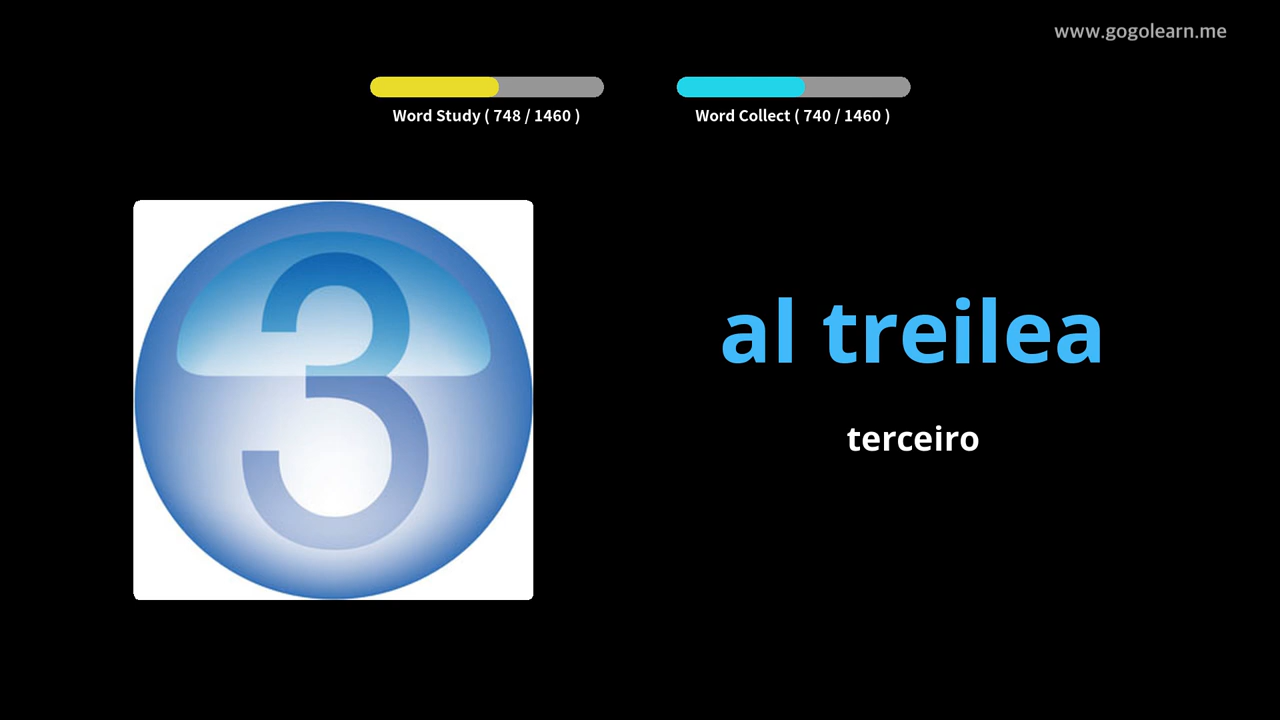 www.gogolearn.me
Word Study ( 748 / 1460 )
Word Collect ( 740 / 1460 )
3
al treilea
terceiro